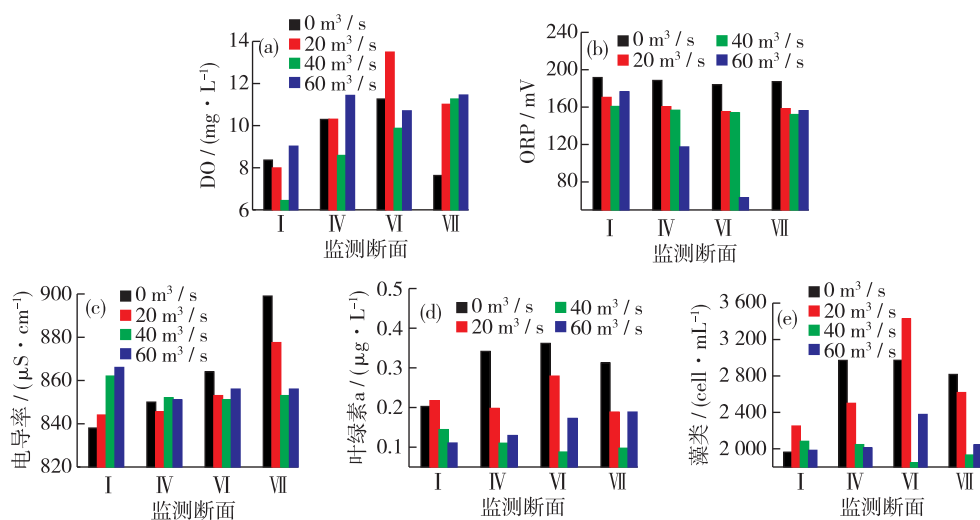 (a)
0 m³/s
20 m³/s
40 m³/s
60 m³/s
14
12
10
8
6
DO/(mg·L⁻¹)
Ⅰ Ⅳ Ⅵ Ⅶ
监测断面
(b)
0 m³/s 40 m³/s
20 m³/s 60 m³/s
240
200
160
120
80
ORP/mV
Ⅰ Ⅳ Ⅵ Ⅶ
监测断面
(c)
0 m³/s
20 m³/s
40 m³/s
60 m³/s
900
880
860
840
820
电导率/(μS·cm⁻¹)
Ⅰ Ⅳ Ⅵ Ⅶ
监测断面
(d)
0 m³/s 40 m³/s
20 m³/s 60 m³/s
0.5
0.4
0.3
0.2
0.1
叶绿素a/(μg·L⁻¹)
Ⅰ Ⅳ Ⅵ Ⅶ
监测断面
(e)
0 m³/s
20 m³/s
40 m³/s
60 m³/s
3 600
3 200
2 800
2 400
2 000
藻类/(cell·mL⁻¹)
Ⅰ Ⅳ Ⅵ Ⅶ
监测断面